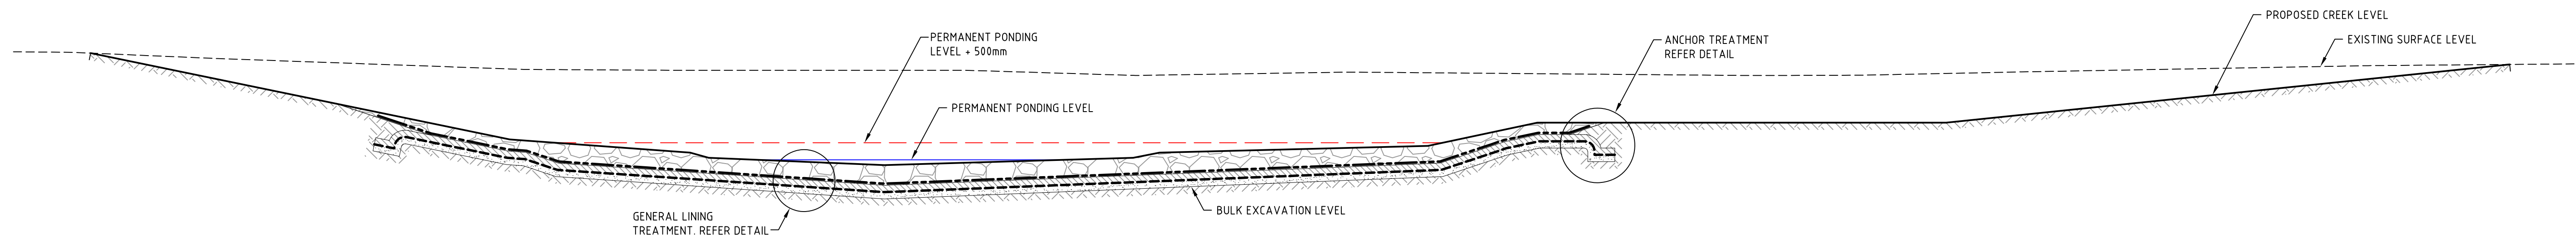 PERMANENT PONDING
LEVEL + 500mm
PERMANENT PONDING LEVEL
GENERAL LINING
TREATMENT. REFER DETAIL
BULK EXCAVATION LEVEL
ANCHOR TREATMENT
REFER DETAIL
PROPOSED CREEK LEVEL
EXISTING SURFACE LEVEL